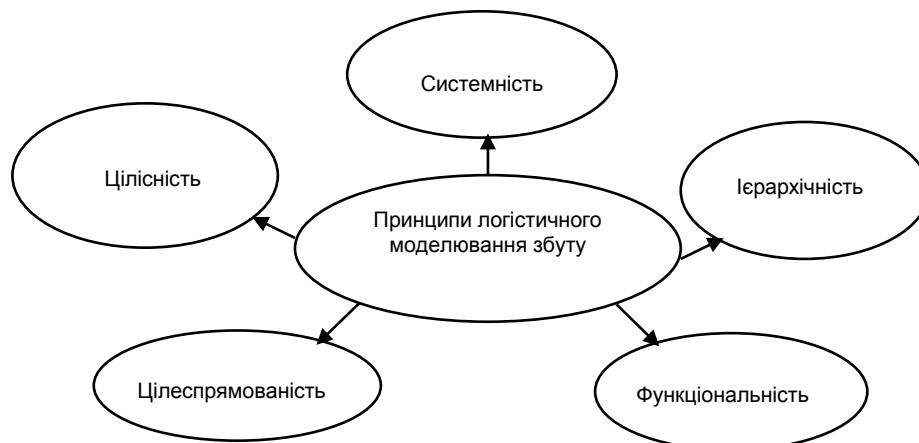 Системність
Цілісність
Ієрархічність
Принципи логістичного
моделювання збуту
Цілеспрямованість
Функціональність